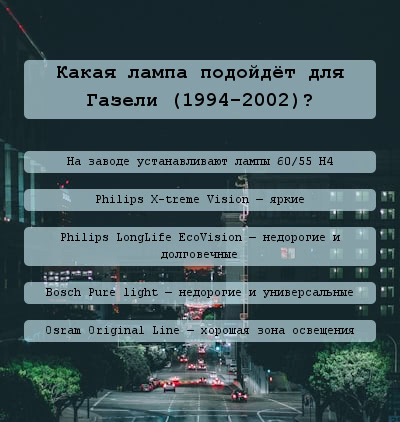 Какая лампа подойдёт для
Газели (1994–2002)?
На заводе устанавливают лампы 60/55 H4
Philips X-treme Vision — яркие
Philips LongLife EcoVision — недорогие и
долговечные
Bosch Pure light — недорогие и универсальные
Osram Original Line — хорошая зона освещения